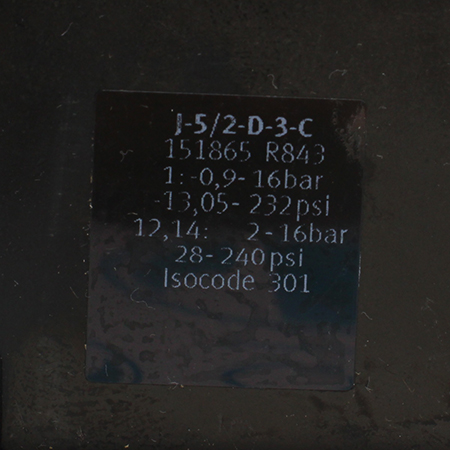 J-5/2-D-3-C
151865 R843
1:-0,9-16bar
-13,05-232psi
12,14: 2-16bar
28-240psi
Isocode 301